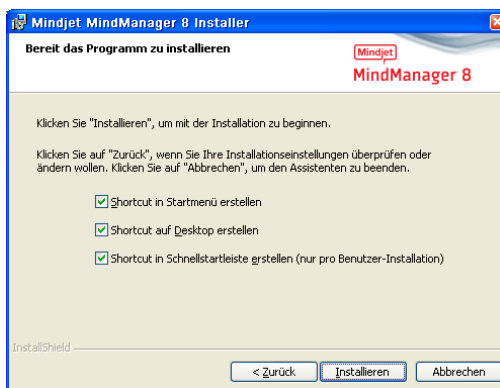 Mindjet MindManager 8 Installer
Bereit das Programm zu installieren
Mindjet
MindManager 8
Klicken Sie "Installieren", um mit der Installation zu beginnen.
Klicken Sie auf "Zurück", wenn Sie Ihre Installationseinstellungen überprüfen oder
ändern wollen. Klicken Sie auf "Abbrechen", um den Assistenten zu beenden.
Shortcut in Startmenü erstellen
Shortcut auf Desktop erstellen
Shortcut in Schnellstartleiste erstellen (nur pro Benutzer-Installation)
InstallShield
< Zurück Installieren Abbrechen